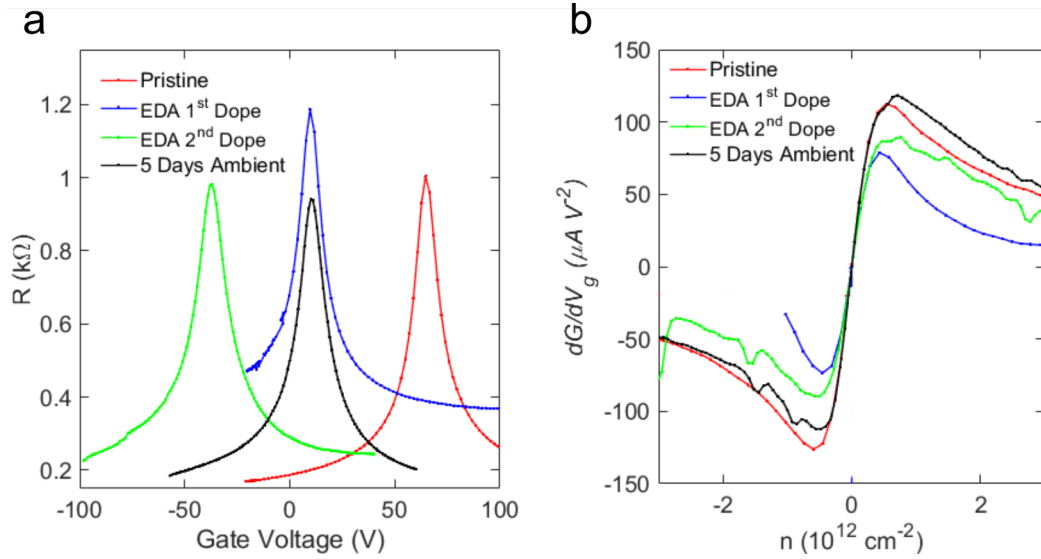 a
R (kΩ)
1.2
1
0.8
0.6
0.4
0.2
Pristine
EDA 1st Dope
EDA 2nd Dope
5 Days Ambient
-100
-50
0
50
100
Gate Voltage (V)
b
dG/dVg (μA V-2)
150
100
50
0
-50
-100
-150
Pristine
EDA 1st Dope
EDA 2nd Dope
5 Days Ambient
-2
0
2
n (10¹² cm-2)